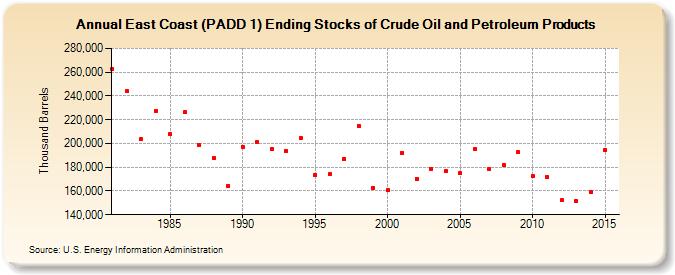 Annual East Coast (PADD 1) Ending Stocks of Crude Oil and Petroleum Products
Thousand Barrels
280,000
260,000
240,000
220,000
200,000
180,000
160,000
140,000
1985 1990 1995 2000 2005 2010 2015
Source: U.S. Energy Information Administration